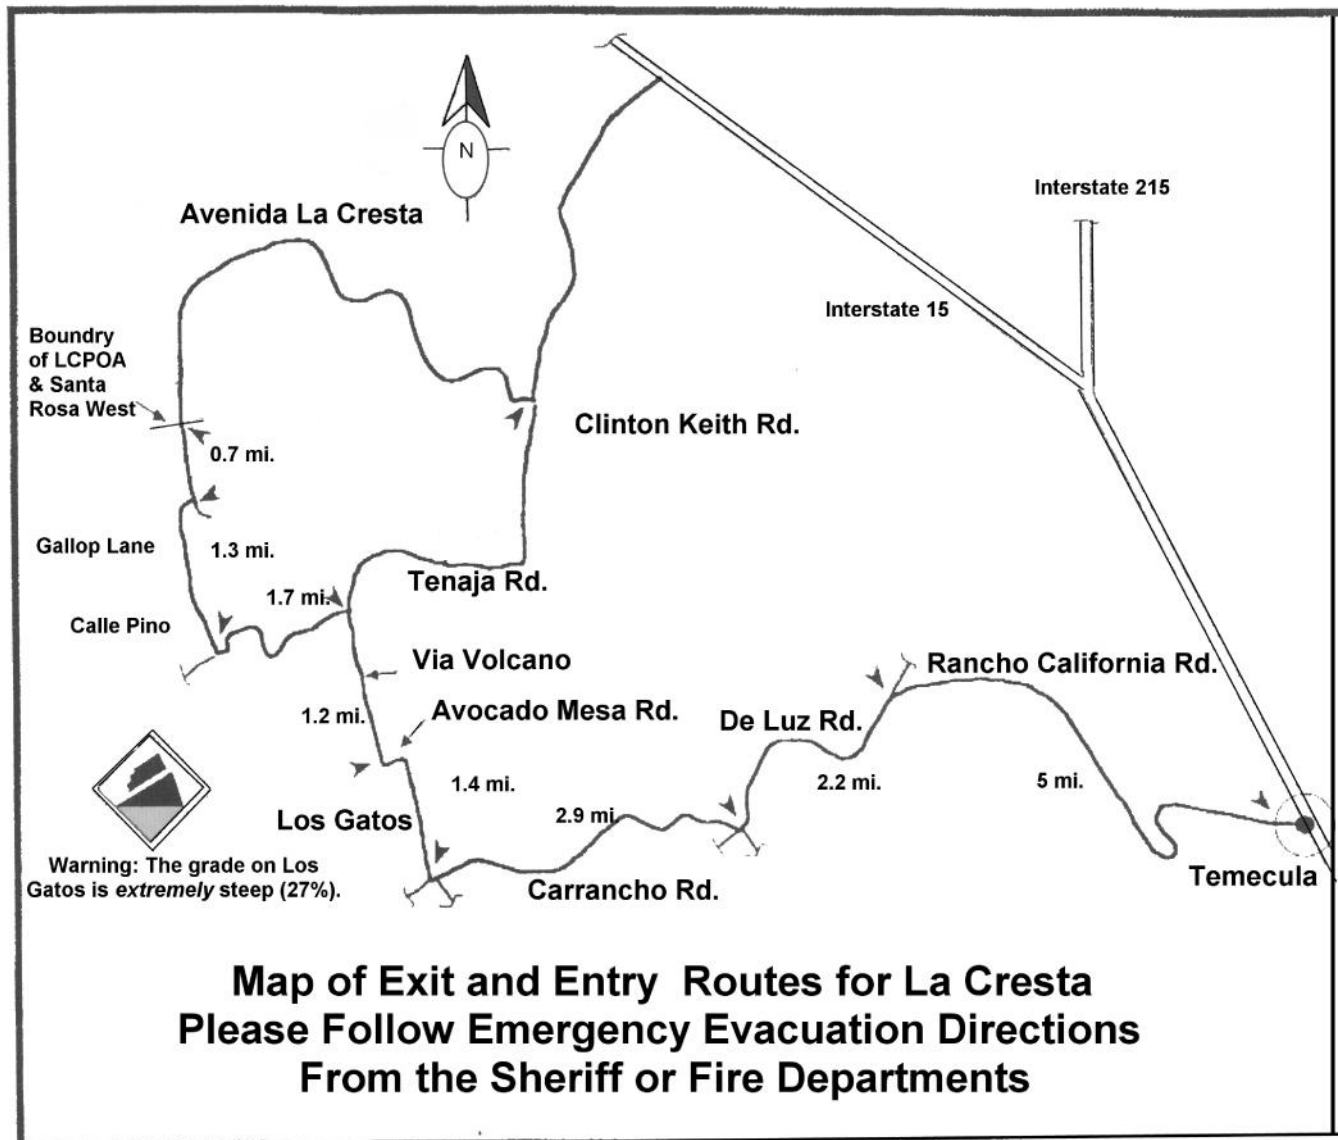 N
Interstate 215
Avenida La Cresta
Interstate 15
Boundry
of LCPOA
& Santa
Rosa West
Clinton Keith Rd.
0.7 mi.
Gallop Lane
1.3 mi.
Tenaja Rd.
1.7 mi.
Calle Pino
Via Volcano
Rancho California Rd.
1.2 mi.
Avocado Mesa Rd.
De Luz Rd.
1.4 mi.
2.2 mi.
5 mi.
Los Gatos
2.9 mi.
Warning: The grade on Los
Gatos is extremely steep (27%).
Carrancho Rd.
Temecula
Map of Exit and Entry Routes for La Cresta
Please Follow Emergency Evacuation Directions
From the Sheriff or Fire Departments